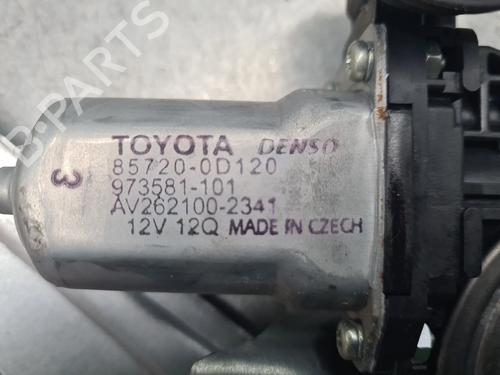 TOYOTA DENSO
85720-0D120
973581-101
AV262100-2341
12V 12Q MADE IN CZECH
3
B-PARTS